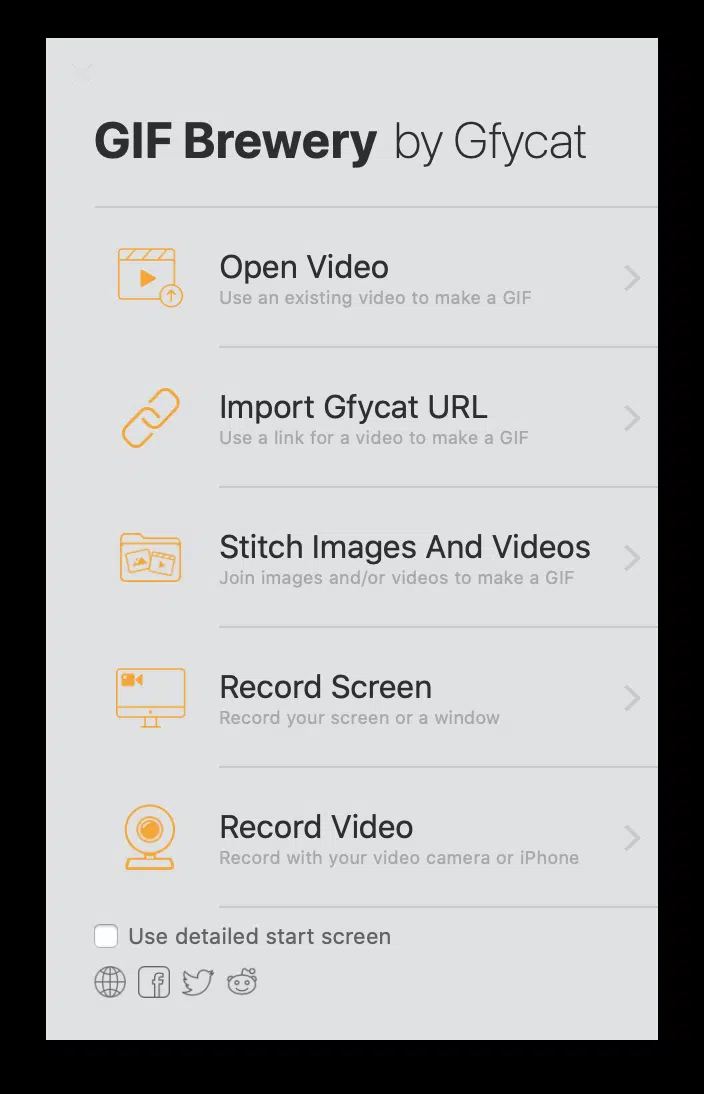 GIF Brewery by Gfycat
Open Video
Use an existing video to make a GIF
Import Gfycat URL
Use a link for a video to make a GIF
Stitch Images And Videos
Join images and/or videos to make a GIF
Record Screen
Record your screen or a window
Record Video
Record with your video camera or iPhone
Use detailed start screen